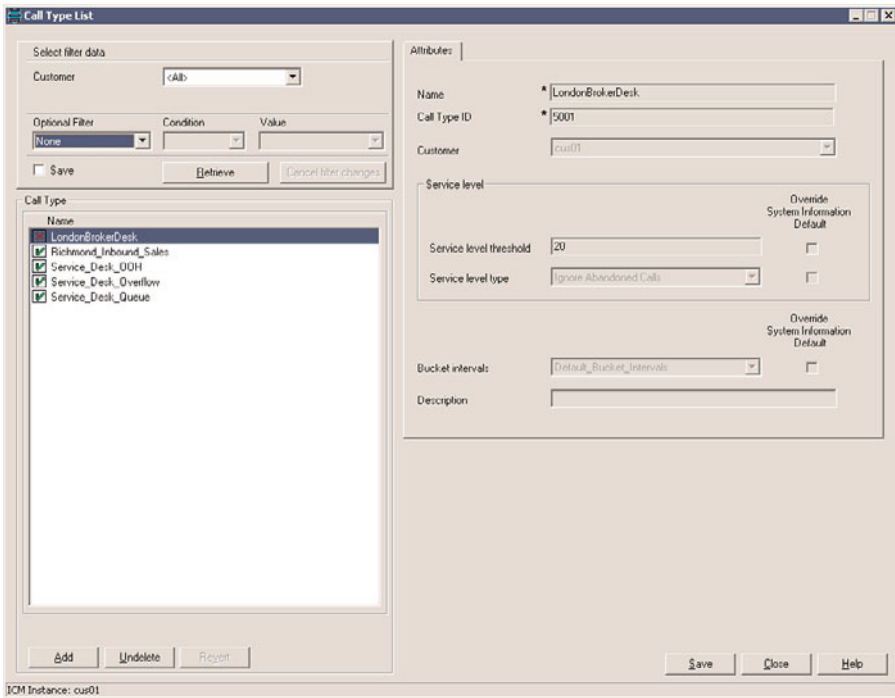 Call Type List
Select filter data
Customer
<All>
Optional Filter
Condition
Value
None
Save
Retrieve
Cancel filter changes
Call Type
Name
LondonBrokerDesk
Richmond_Inbound_Sales
Service_Desk_OOH
Service_Desk_Overflow
Service_Desk_Queue
Add
Undelete
Revert
Attributes
Name * LondonBrokerDesk
Call Type ID * 5001
Customer cus01
Service level
Override
System Information
Default
Service level threshold 20
Service level type Ignore Abandoned Calls
Override
System Information
Default
Bucket intervals Default_Bucket_Intervals
Description
Save
Close
Help
ICM Instance: cus01